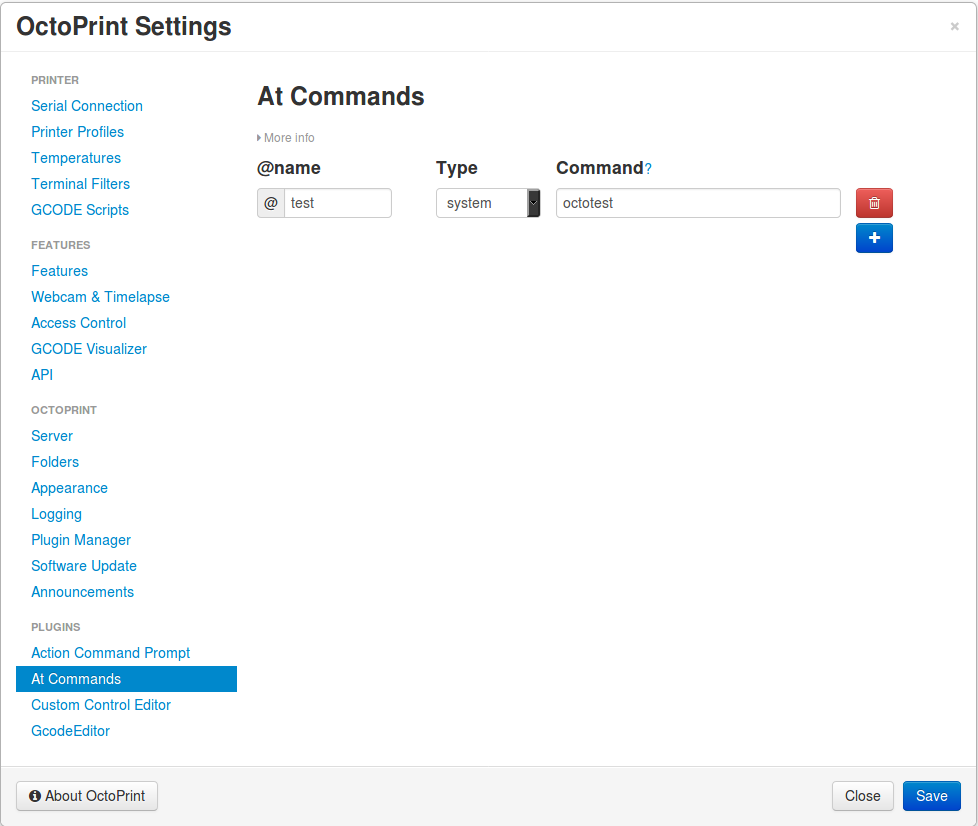 OctoPrint Settings
×
PRINTER
Serial Connection
Printer Profiles
Temperatures
Terminal Filters
GCODE Scripts
FEATURES
Features
Webcam & Timelapse
Access Control
GCODE Visualizer
API
OCTOPRINT
Server
Folders
Appearance
Logging
Plugin Manager
Software Update
Announcements
PLUGINS
Action Command Prompt
At Commands
Custom Control Editor
GcodeEditor
At Commands
More info
@name Type Command?
@ test system octotest
+
About OctoPrint Close Save